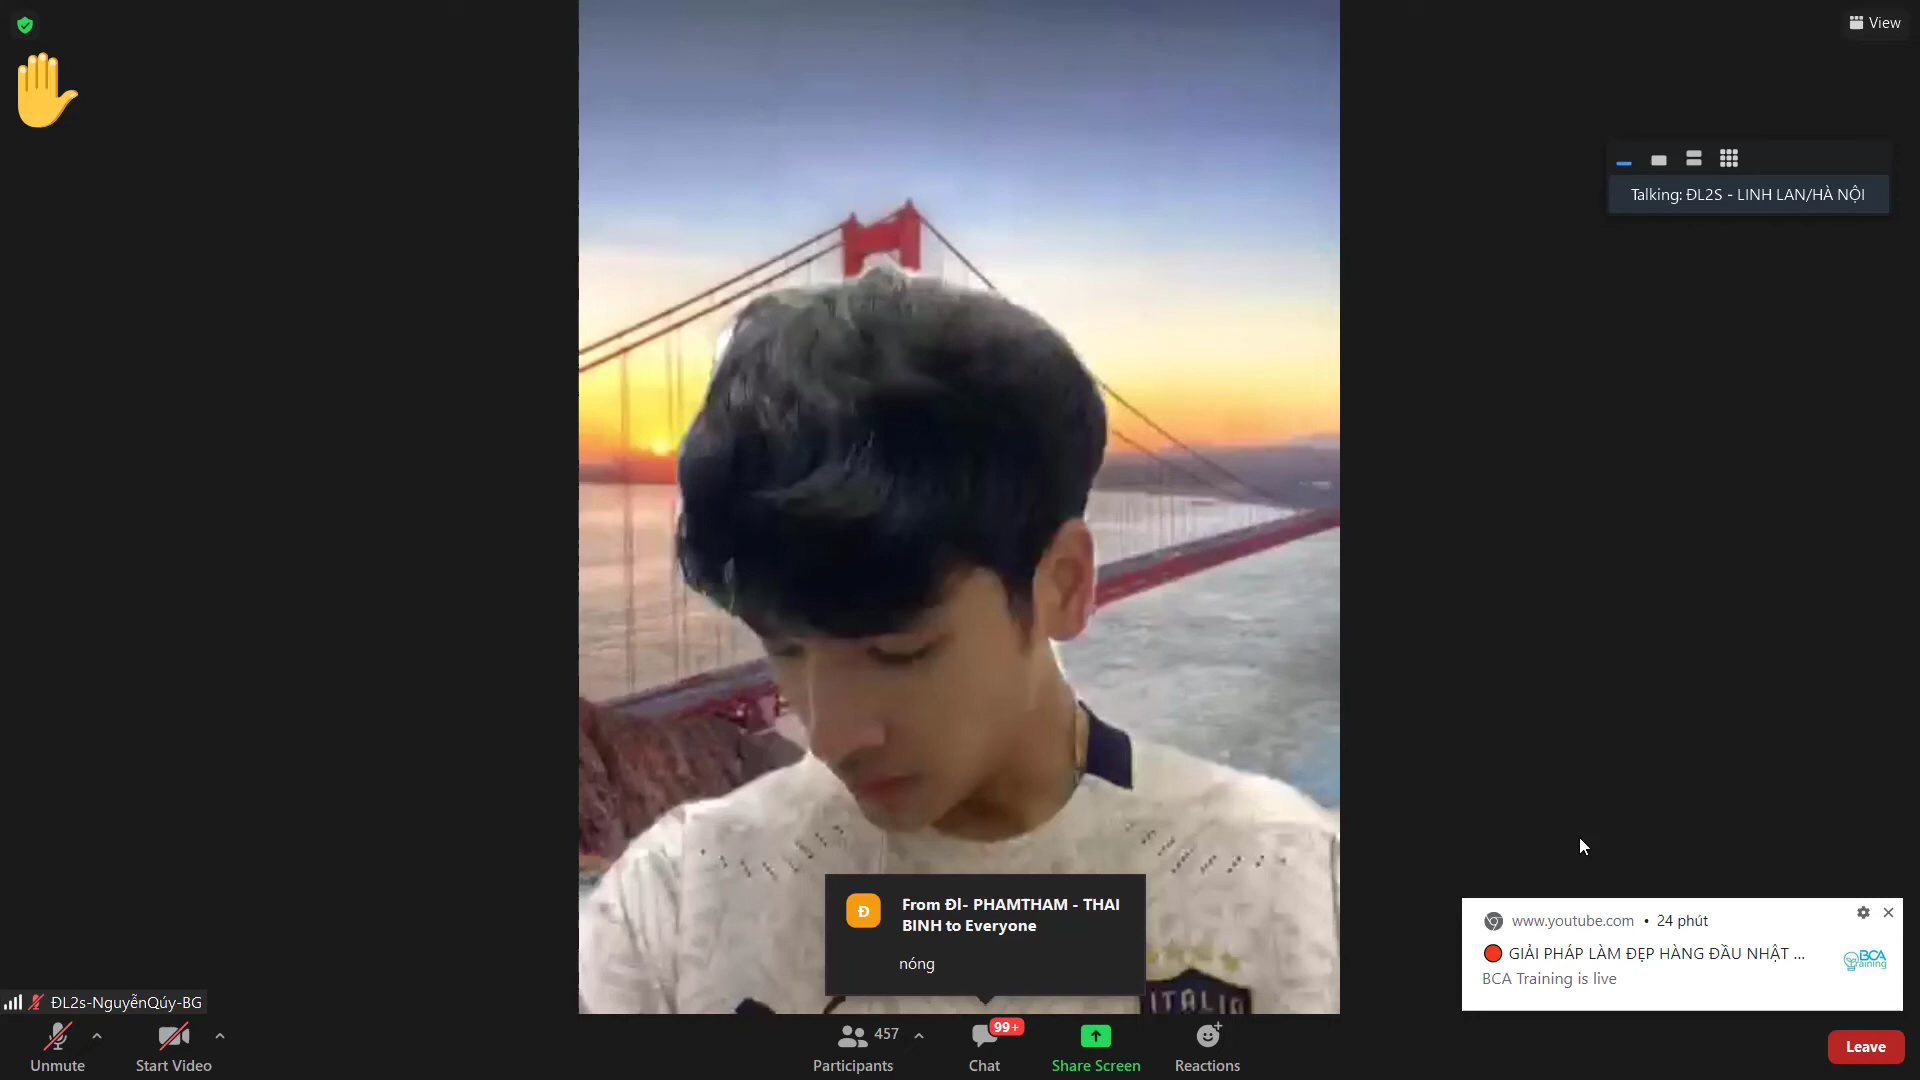 View
Talking: ĐL2S - LINH LAN/HÀ NỘI
From Đl- PHAMTHAM - THAI
BINH to Everyone
Đ
nóng
ITALIA
www.youtube.com • 24 phút
GIẢI PHÁP LÀM ĐẸP HÀNG ĐẦU NHẬT ...
BCA Training is live
BCA
Training
ĐL2s-NguyễnQúy-BG
Unmute
Start Video
457
Participants
99+
Chat
Share Screen
Reactions
Leave